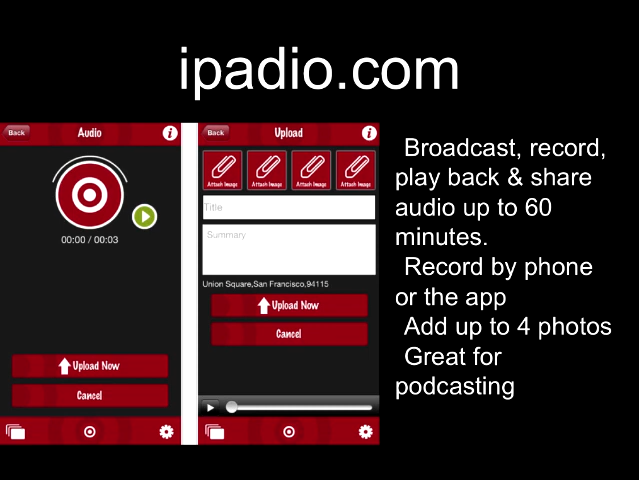 ipadio.com
Back Audio i
00:00 / 00:03
Upload Now
Cancel
Back Upload i
Attach Image Attach Image Attach Image Attach Image
Title
Summary
Union Square,San Francisco,94115
Upload Now
Cancel
Broadcast, record,
play back & share
audio up to 60
minutes.
Record by phone
or the app
Add up to 4 photos
Great for
podcasting